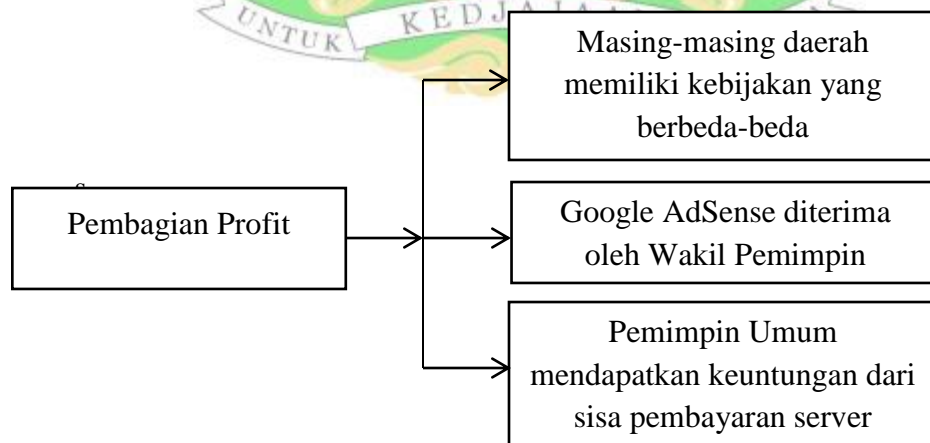 UNTUK KEDJAJAAN
Masing-masing daerah
memiliki kebijakan yang
berbeda-beda
Pembagian Profit
Google AdSense diterima
oleh Wakil Pemimpin
Pemimpin Umum
mendapatkan keuntungan dari
sisa pembayaran server